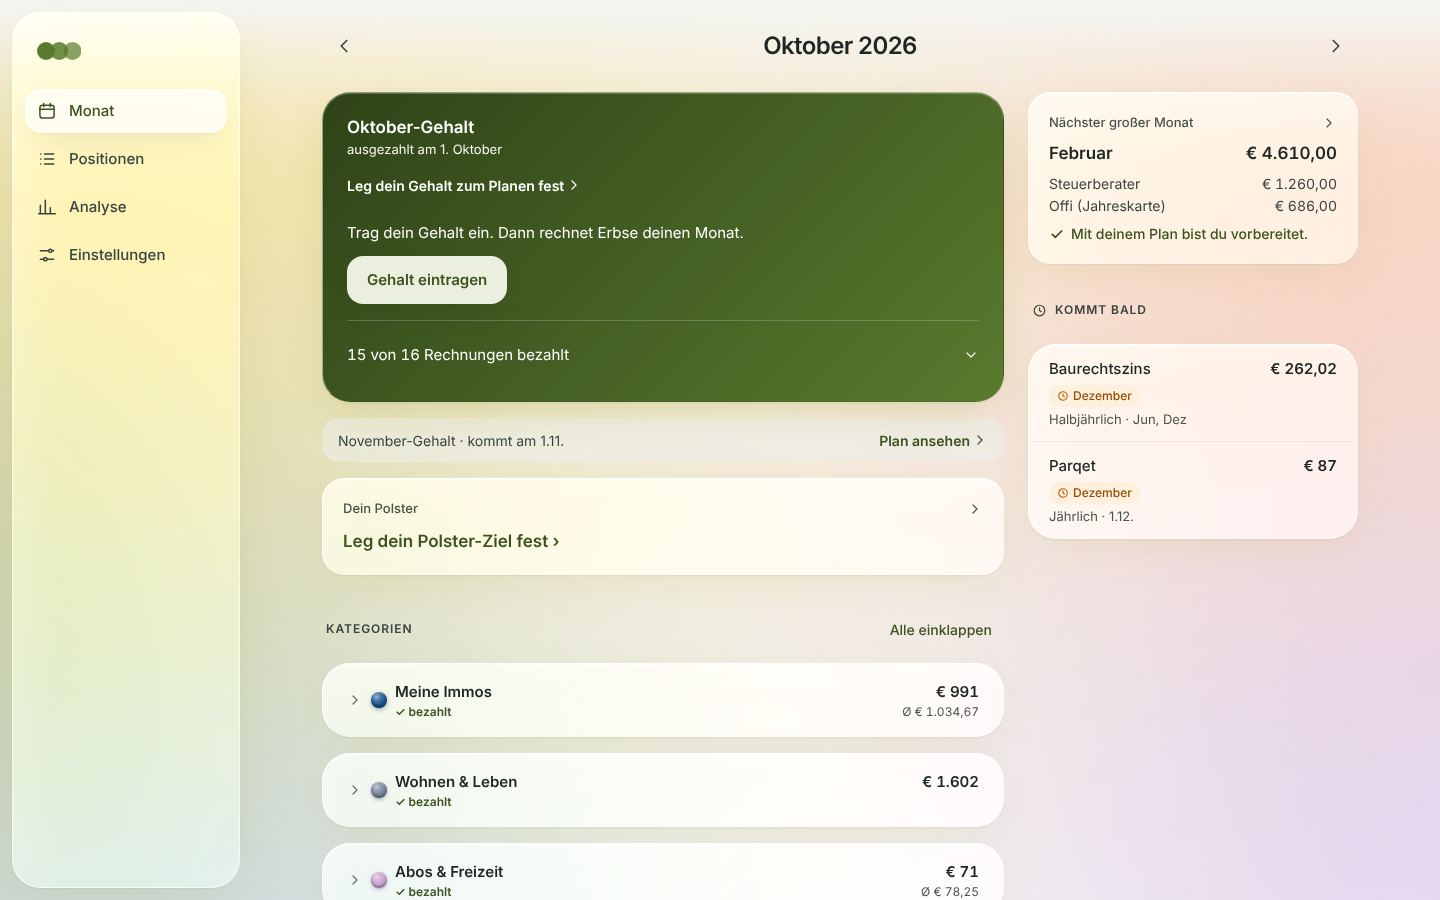 Monat
Positionen
Analyse
Einstellungen
Oktober 2026
Oktober-Gehalt
ausgezahlt am 1. Oktober
Leg dein Gehalt zum Planen fest
Trag dein Gehalt ein. Dann rechnet Erbse deinen Monat.
Gehalt eintragen
15 von 16 Rechnungen bezahlt
November-Gehalt · kommt am 1.11.
Plan ansehen
Dein Polster
Leg dein Polster-Ziel fest ›
KATEGORIEN
Alle einklappen
Meine Immos
€ 991
✓ bezahlt
Ø € 1.034,67
Wohnen & Leben
€ 1.602
✓ bezahlt
Abos & Freizeit
€ 71
✓ bezahlt
Ø € 78,25
Nächster großer Monat
Februar
€ 4.610,00
Steuerberater
€ 1.260,00
Offi (Jahreskarte)
€ 686,00
✓ Mit deinem Plan bist du vorbereitet.
KOMMT BALD
Baurechtszins
€ 262,02
Dezember
Halbjährlich · Jun, Dez
Parqet
€ 87
Dezember
Jährlich · 1.12.